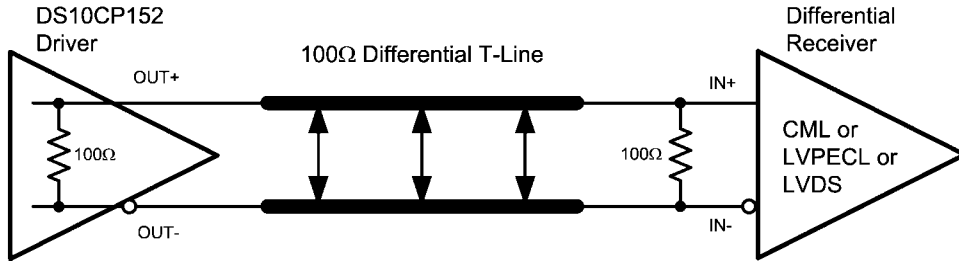 DS10CP152
Driver
Differential
Receiver
100Ω Differential T-Line
OUT+
IN+
100Ω
100Ω
CML or
LVPECL or
LVDS
OUT-
IN-